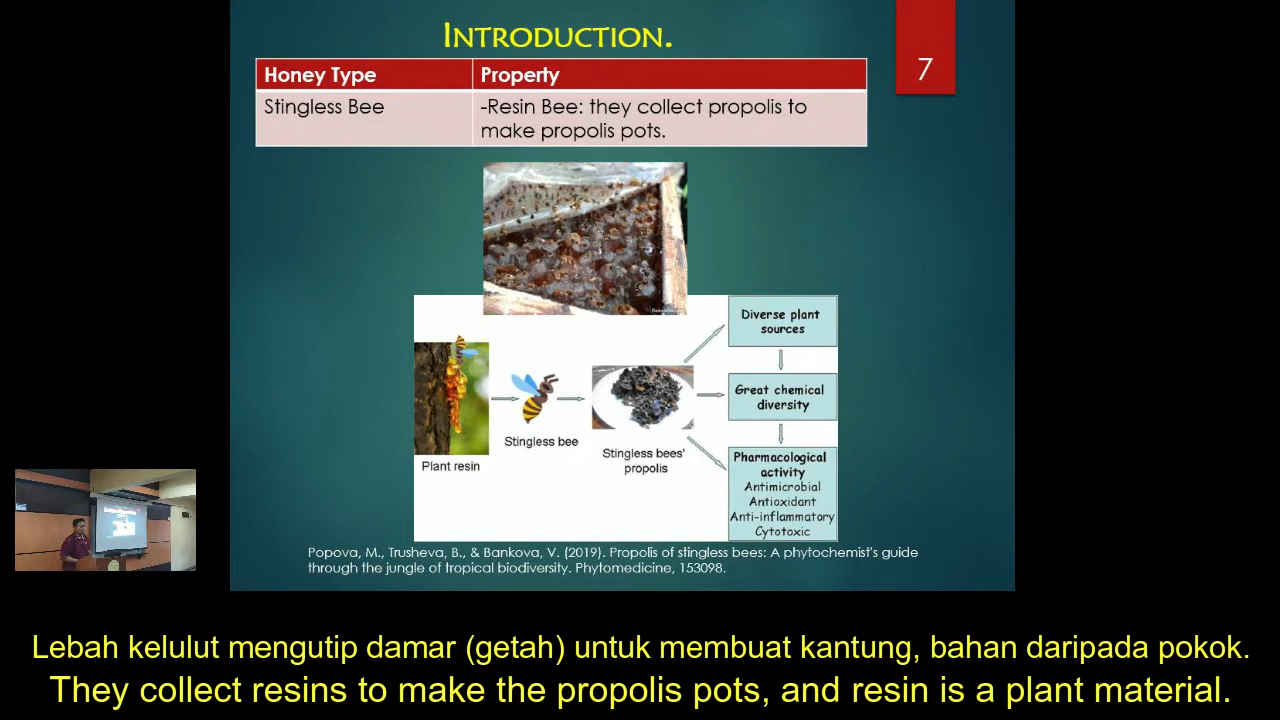 INTRODUCTION.
7
Honey Type
Property
Stingless Bee
-Resin Bee: they collect propolis to
make propolis pots.
Diverse plant
sources
Great chemical
diversity
Stingless bee
Plant resin
Stingless bees'
propolis
Pharmacological
activity
Antimicrobial
Antioxidant
Anti-inflammatory
Cytotoxic
Popova, M., Trusheva, B., & Bankova, V. (2019). Propolis of stingless bees: A phytochemist's guide
through the jungle of tropical biodiversity. Phytomedicine, 153098.
Lebah kelulut mengutip damar (getah) untuk membuat kantung, bahan daripada pokok.
They collect resins to make the propolis pots, and resin is a plant material.